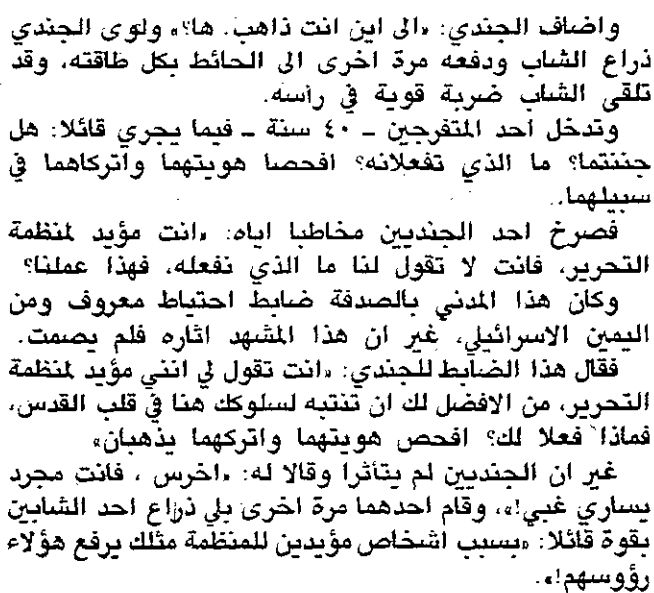 واضاف الجندي: «الى اين انت ذاهب. ها؟» ولوى الجندي
ذراع الشاب ودفعه مرة اخرى الى الحائط بكل طاقته، وقد
تلقى الشاب ضربة قوية في رأسه.
وتدخل احد المتفرجين ـ ٤٠ سنة ـ فيما يجري قائلا: هل
جننتما؟ ما الذي تفعلانه؟ افحصا هويتهما واتركاهما في
سبيلهما.
فصرخ احد الجنديين مخاطبا اياه: «انت مؤيد لمنظمة
التحرير، فانت لا تقول لنا ما الذي نفعله، فهذا عملنا؟
وكان هذا المدني بالصدفة ضابط احتياط معروف ومن
اليمين الاسرائيلي، غير ان هذا المشهد اثاره فلم يصمت.
فقال هذا الضابط للجندي: «انت تقول لي انني مؤيد لمنظمة
التحرير، من الافضل لك ان تنتبه لسلوكك هنا في قلب القدس،
فماذا فعلا لك؟ افحص هويتهما واتركهما يذهبان»
غير ان الجنديين لم يتأثرا وقالا له: «اخرس ، فانت مجرد
يساري غبي!»، وقام احدهما مرة اخرى بلي ذراع احد الشابين
بقوة قائلا: «بسبب اشخاص مؤيدين للمنظمة مثلك يرفع هؤلاء
رؤوسهم!».